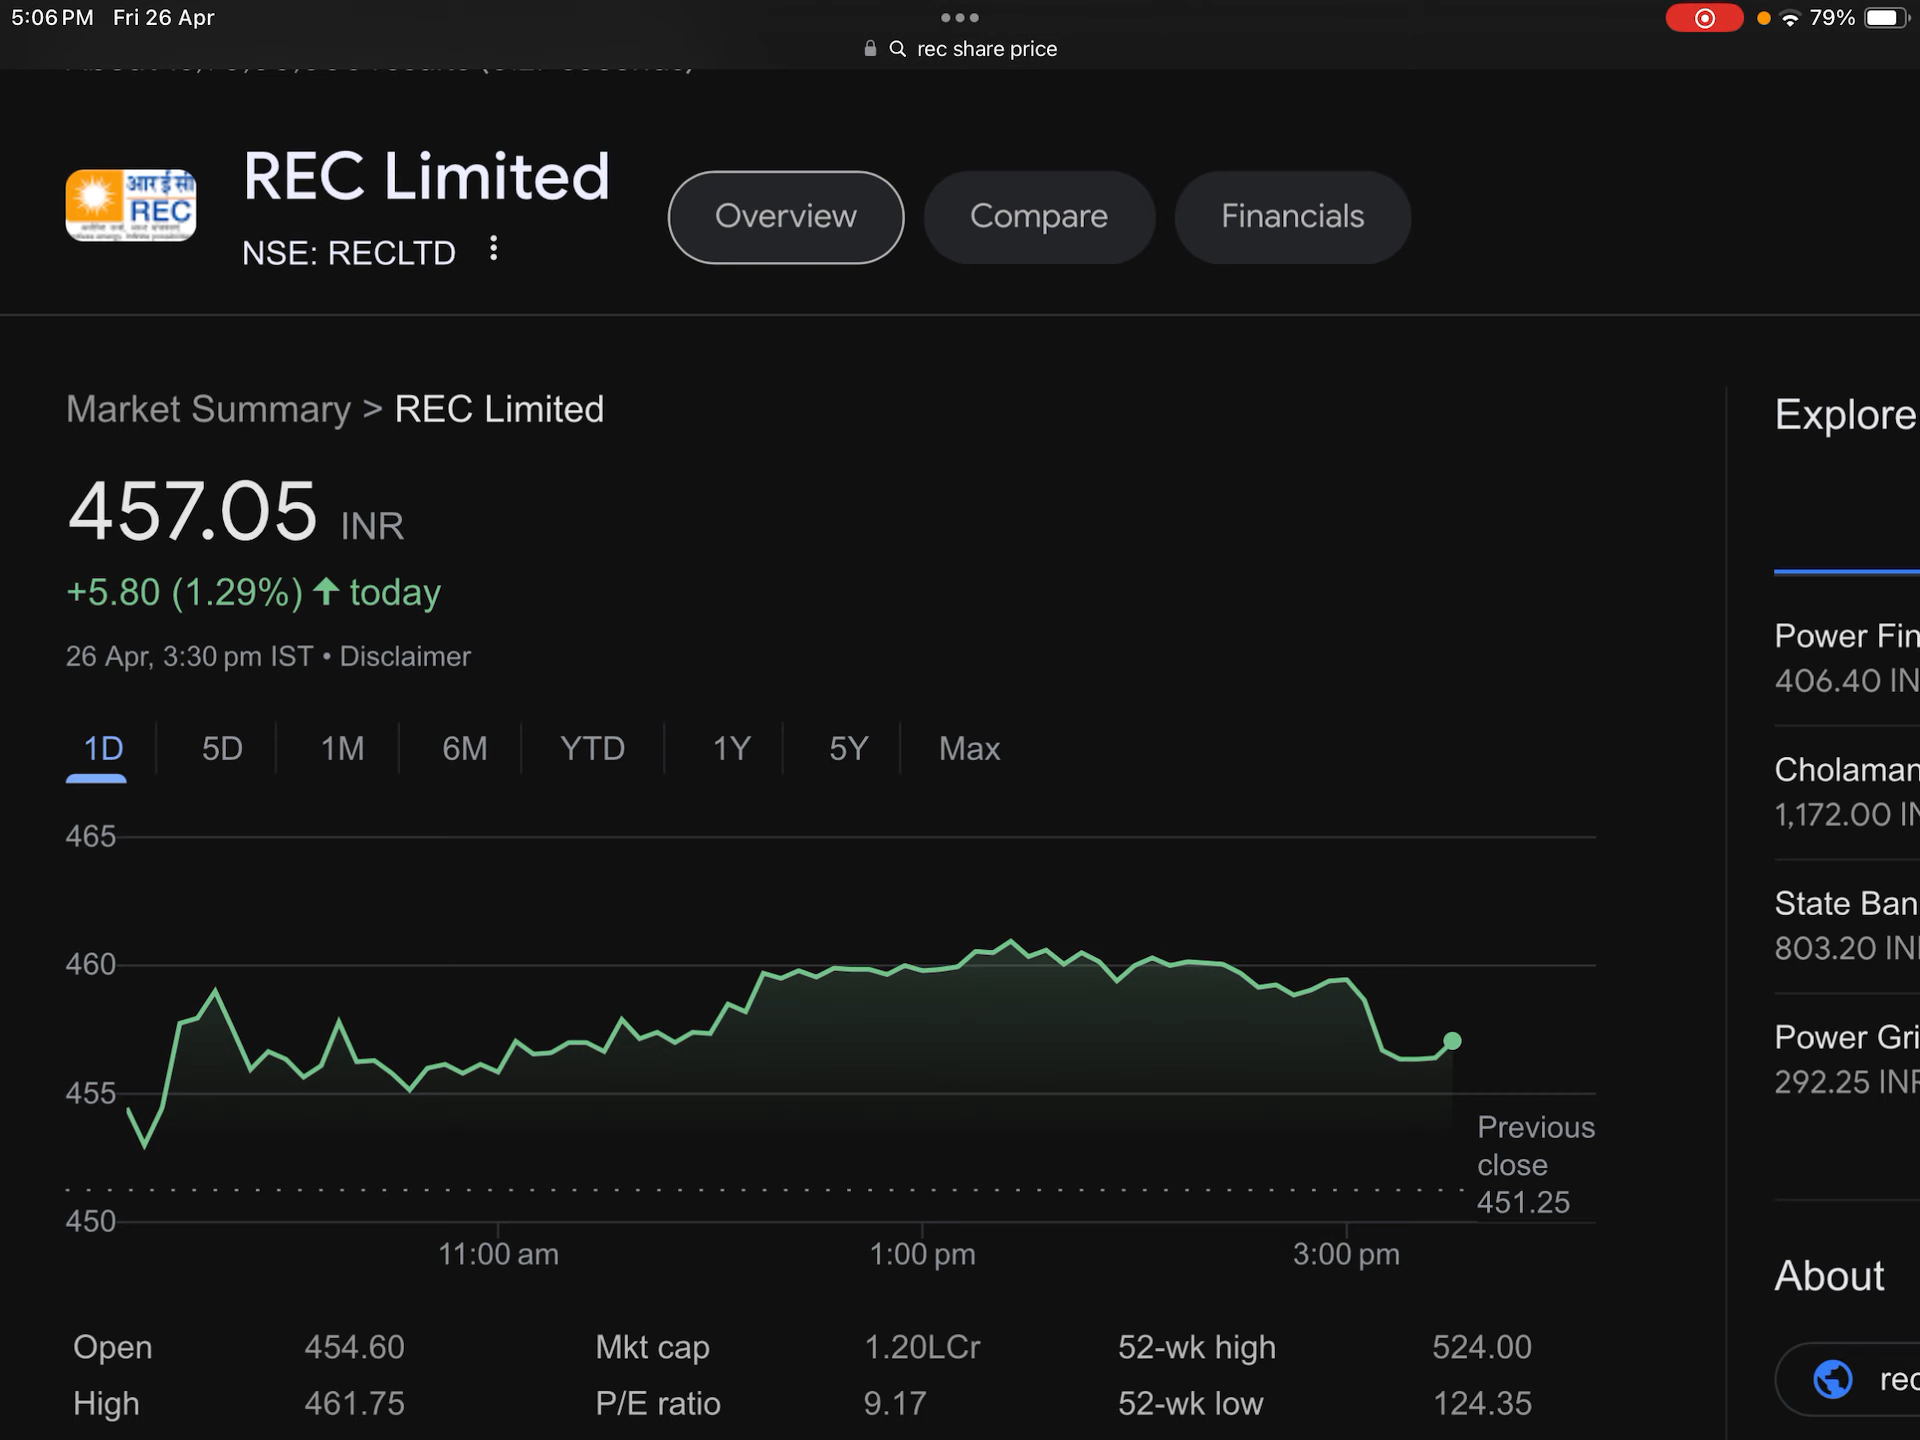 5:06 PM Fri 26 Apr
79%
rec share price
REC Limited
NSE: RECLTD
आर ई सी
REC
Overview
Compare
Financials
Market Summary > REC Limited
457.05 INR
+5.80 (1.29%) ↑ today
26 Apr, 3:30 pm IST • Disclaimer
1D 5D 1M 6M YTD 1Y 5Y Max
465
460
455
450
Previous
close
451.25
11:00 am 1:00 pm 3:00 pm
Open 454.60 Mkt cap 1.20LCr 52-wk high 524.00
High 461.75 P/E ratio 9.17 52-wk low 124.35
Explore
Power Fin
406.40 IN
Cholaman
1,172.00 IN
State Ban
803.20 INR
Power Gri
292.25 INR
About
rec